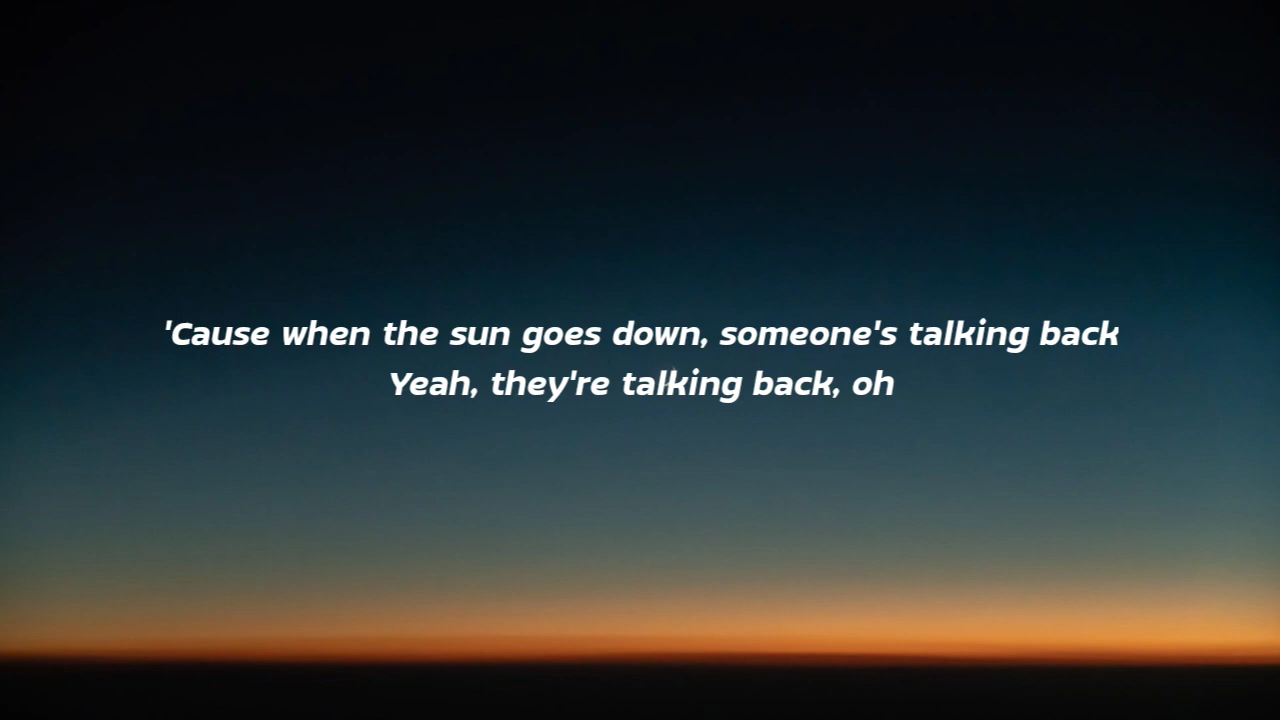 'Cause when the sun goes down, someone's talking back
Yeah, they're talking back, oh